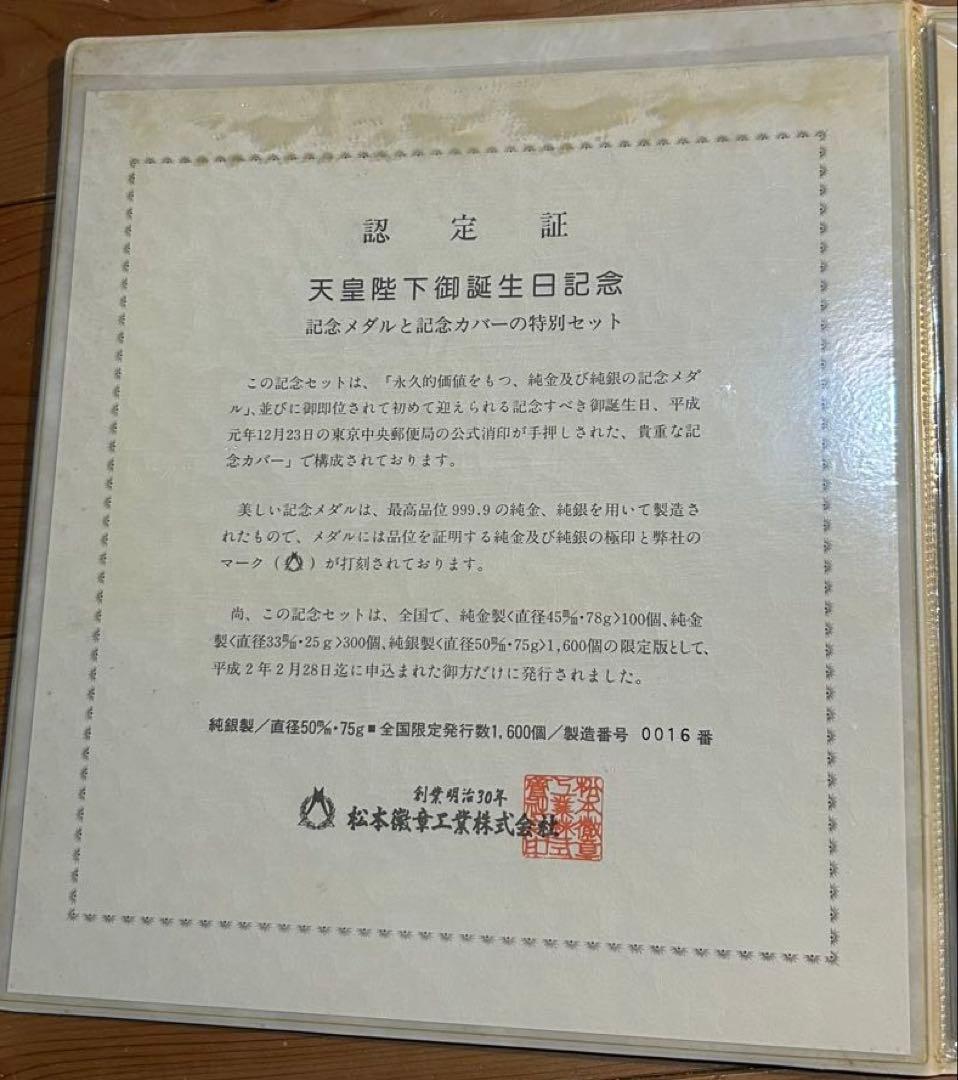 認定証
天皇陛下御誕生日記念
記念メダルと記念カバーの特別セット
この記念セットは、「永久的価値をもつ、純金及び純銀の記念メダ
ル」、並びに御即位されて初めて迎えられる記念すべき御誕生日、平成
元年12月23日の東京中央郵便局の公式消印が手押しされた、貴重な記
念カバー」で構成されております。
美しい記念メダルは、最高品位999.9の純金、純銀を用いて製造さ
れたもので、メダルには品位を証明する純金及び純銀の極印と弊社の
マーク（ ）が打刻されております。
尚、この記念セットは、全国で、純金製<直径45㎜・78g>100個、純金
製<直径33㎜・25g>300個、純銀製<直径50㎜・75g>1,600個の限定版として、
平成2年2月28日迄に申込まれた御方だけに発行されました。
純銀製／直径50㎜・75g■全国限定発行数1,600個／製造番号 0016番
創業明治30年
松本徽章工業株式会社